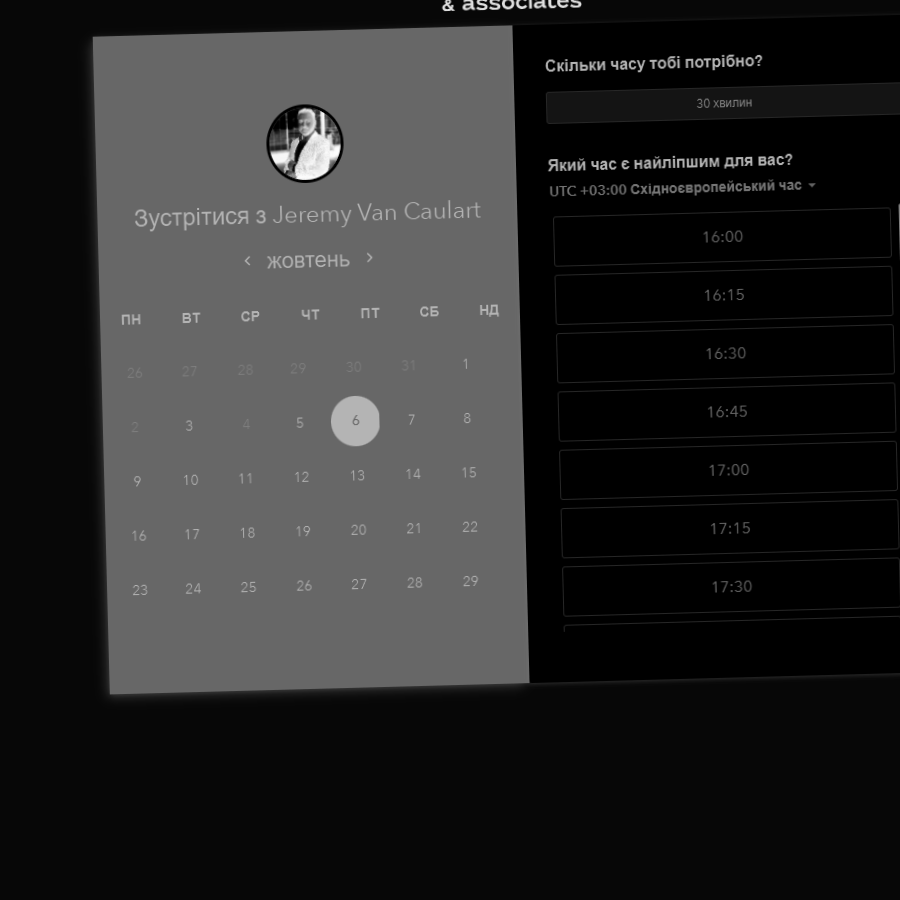 & associates
Зустрітися з Jeremy Van Caulart
жовтень
ПН ВТ СР ЧТ ПТ СБ НД
26 27 28 29 30 31 1
2 3 4 5 6 7 8
9 10 11 12 13 14 15
16 17 18 19 20 21 22
23 24 25 26 27 28 29
Скільки часу тобі потрібно?
30 хвилин
Який час є найліпшим для вас?
UTC +03:00 Східноєвропейський час
16:00
16:15
16:30
16:45
17:00
17:15
17:30